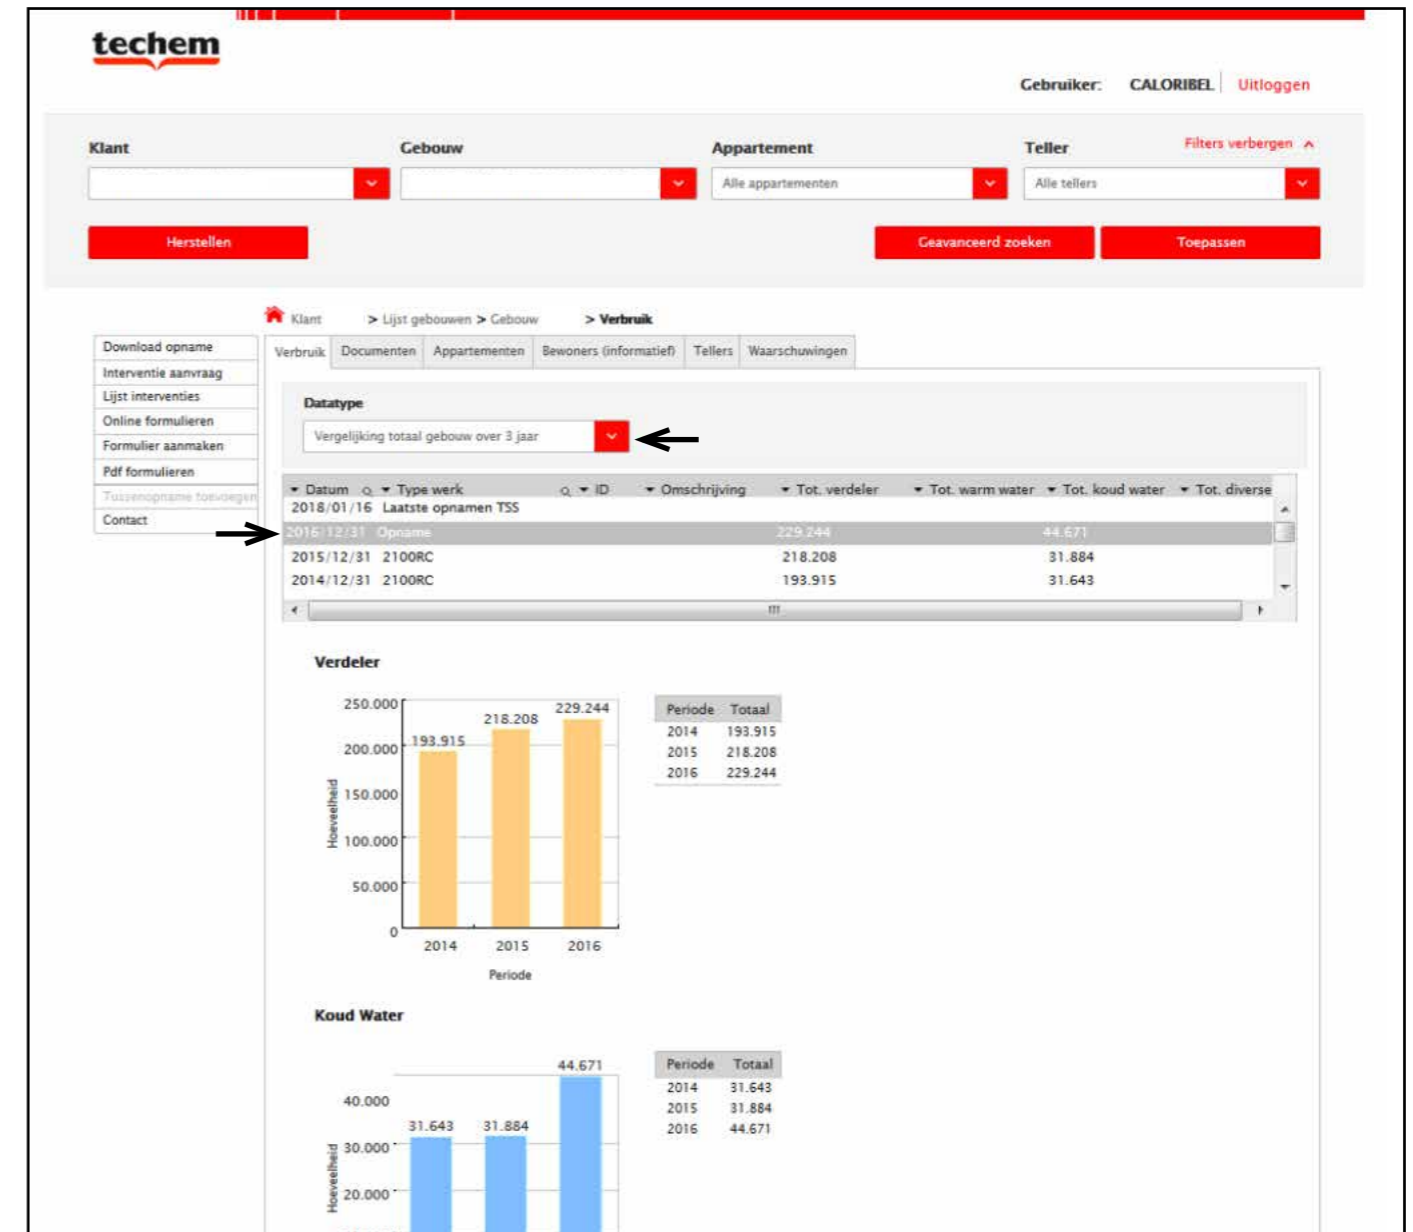 techem
Gebruiker: CALORIBEL Uitloggen
Klant Gebouw Appartement Teller Filters verbergen
Alle appartementen Alle tellers
Herstellen Geavanceerd zoeken Toepassen
Klant > Lijst gebouwen > Gebouw > Verbruik
Download opname
Interventie aanvraag
Lijst interventies
Online formulieren
Formulier aanmaken
Pdf formulieren
Tussenopname toevoegen
Contact
Verbruik Documenten Appartementen Bewoners (informatief) Tellers Waarschuwingen
Datatype
Vergelijking totaal gebouw over 3 jaar
Datum Type werk ID Omschrijving Tot. verdeler Tot. warm water Tot. koud water Tot. diverse
2018/01/16 Laatste opnamen TSS
2016/12/31 Opname 229.244 44.671
2015/12/31 2100RC 218.208 31.884
2014/12/31 2100RC 193.915 31.643
Verdeler
250.000
200.000
150.000
100.000
50.000
0
Hoeveelheid
193.915 218.208 229.244
2014 2015 2016
Periode
Periode Totaal
2014 193.915
2015 218.208
2016 229.244
Koud Water
40.000
30.000
20.000
Hoeveelheid
31.643 31.884 44.671
Periode Totaal
2014 31.643
2015 31.884
2016 44.671